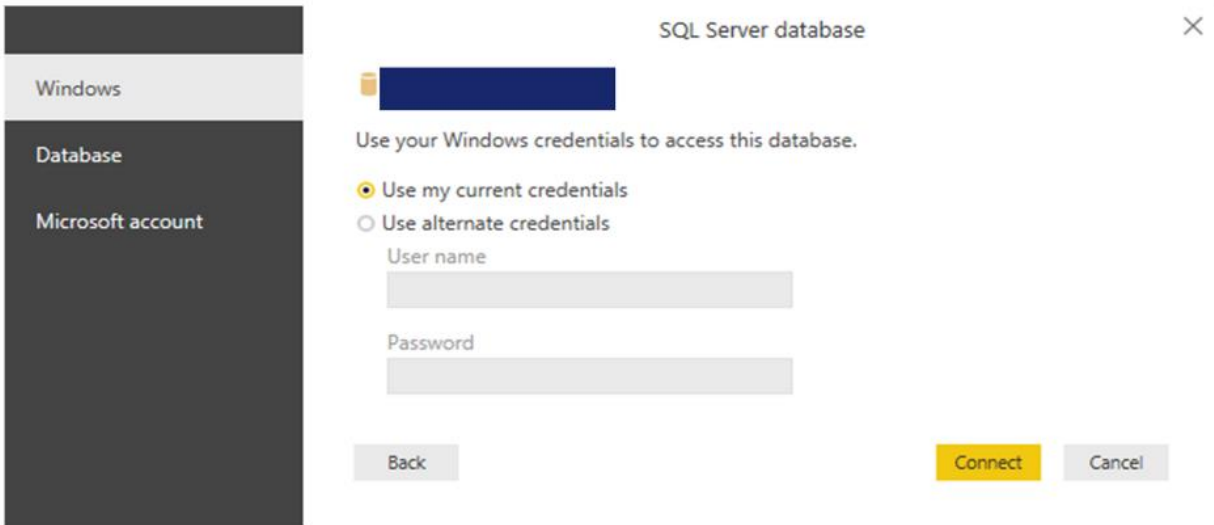 SQL Server database
Windows
Database
Microsoft account
Use your Windows credentials to access this database.
Use my current credentials
Use alternate credentials
User name
Password
Back
Connect
Cancel